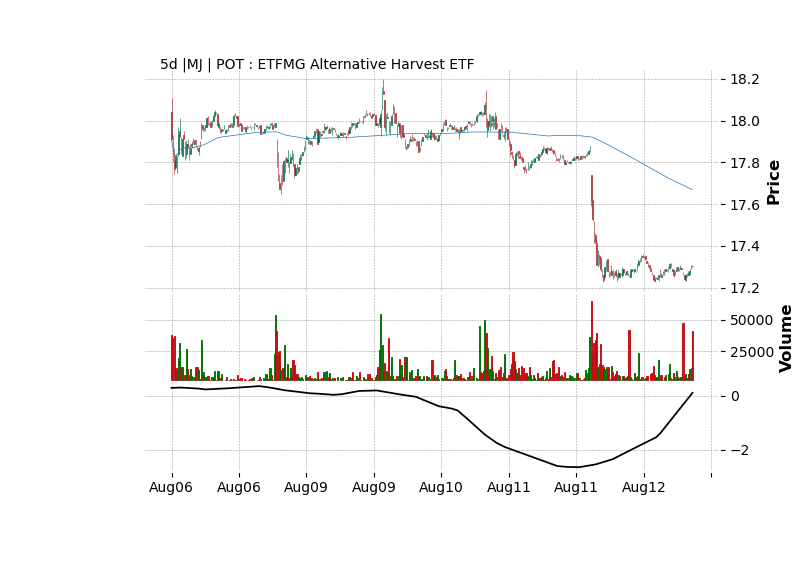 5d |MJ | POT : ETFMG Alternative Harvest ETF
18.2
18.0
17.8
17.6
17.4
17.2
Price
50000
25000
Volume
0
−2
Aug06
Aug06
Aug09
Aug09
Aug10
Aug11
Aug11
Aug12